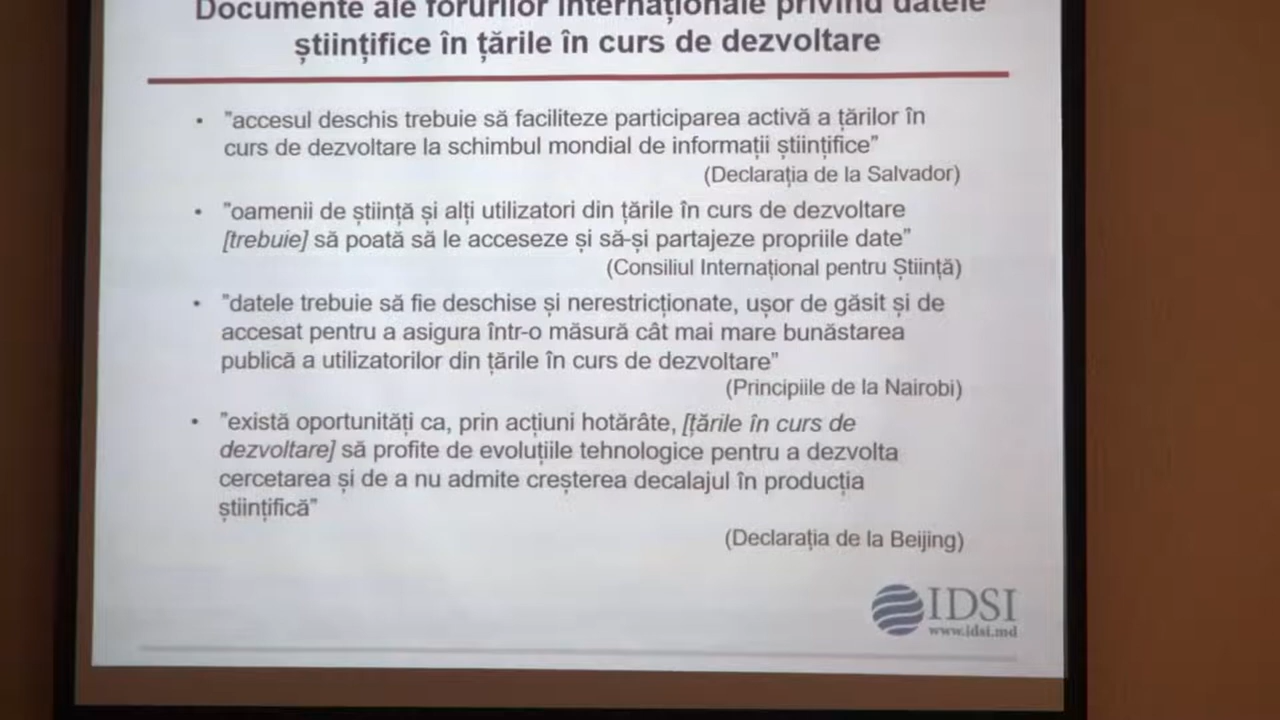 Documente ale forurilor internaționale privind datele
științifice în țările în curs de dezvoltare
• "accesul deschis trebuie să faciliteze participarea activă a țărilor în
curs de dezvoltare la schimbul mondial de informații științifice”
(Declarația de la Salvador)
• "oamenii de știință și alți utilizatori din țările în curs de dezvoltare
[trebuie] să poată să le acceseze și să-și partajeze propriile date”
(Consiliul Internațional pentru Știință)
• "datele trebuie să fie deschise și nerestricționate, ușor de găsit și de
accesat pentru a asigura într-o măsură cât mai mare bunăstarea
publică a utilizatorilor din țările în curs de dezvoltare”
(Principiile de la Nairobi)
• "există oportunități ca, prin acțiuni hotărâte, [țările în curs de
dezvoltare] să profite de evoluțiile tehnologice pentru a dezvolta
cercetarea și de a nu admite creșterea decalajul în producția
științifică”
(Declarația de la Beijing)
IDSI
www.idsi.md